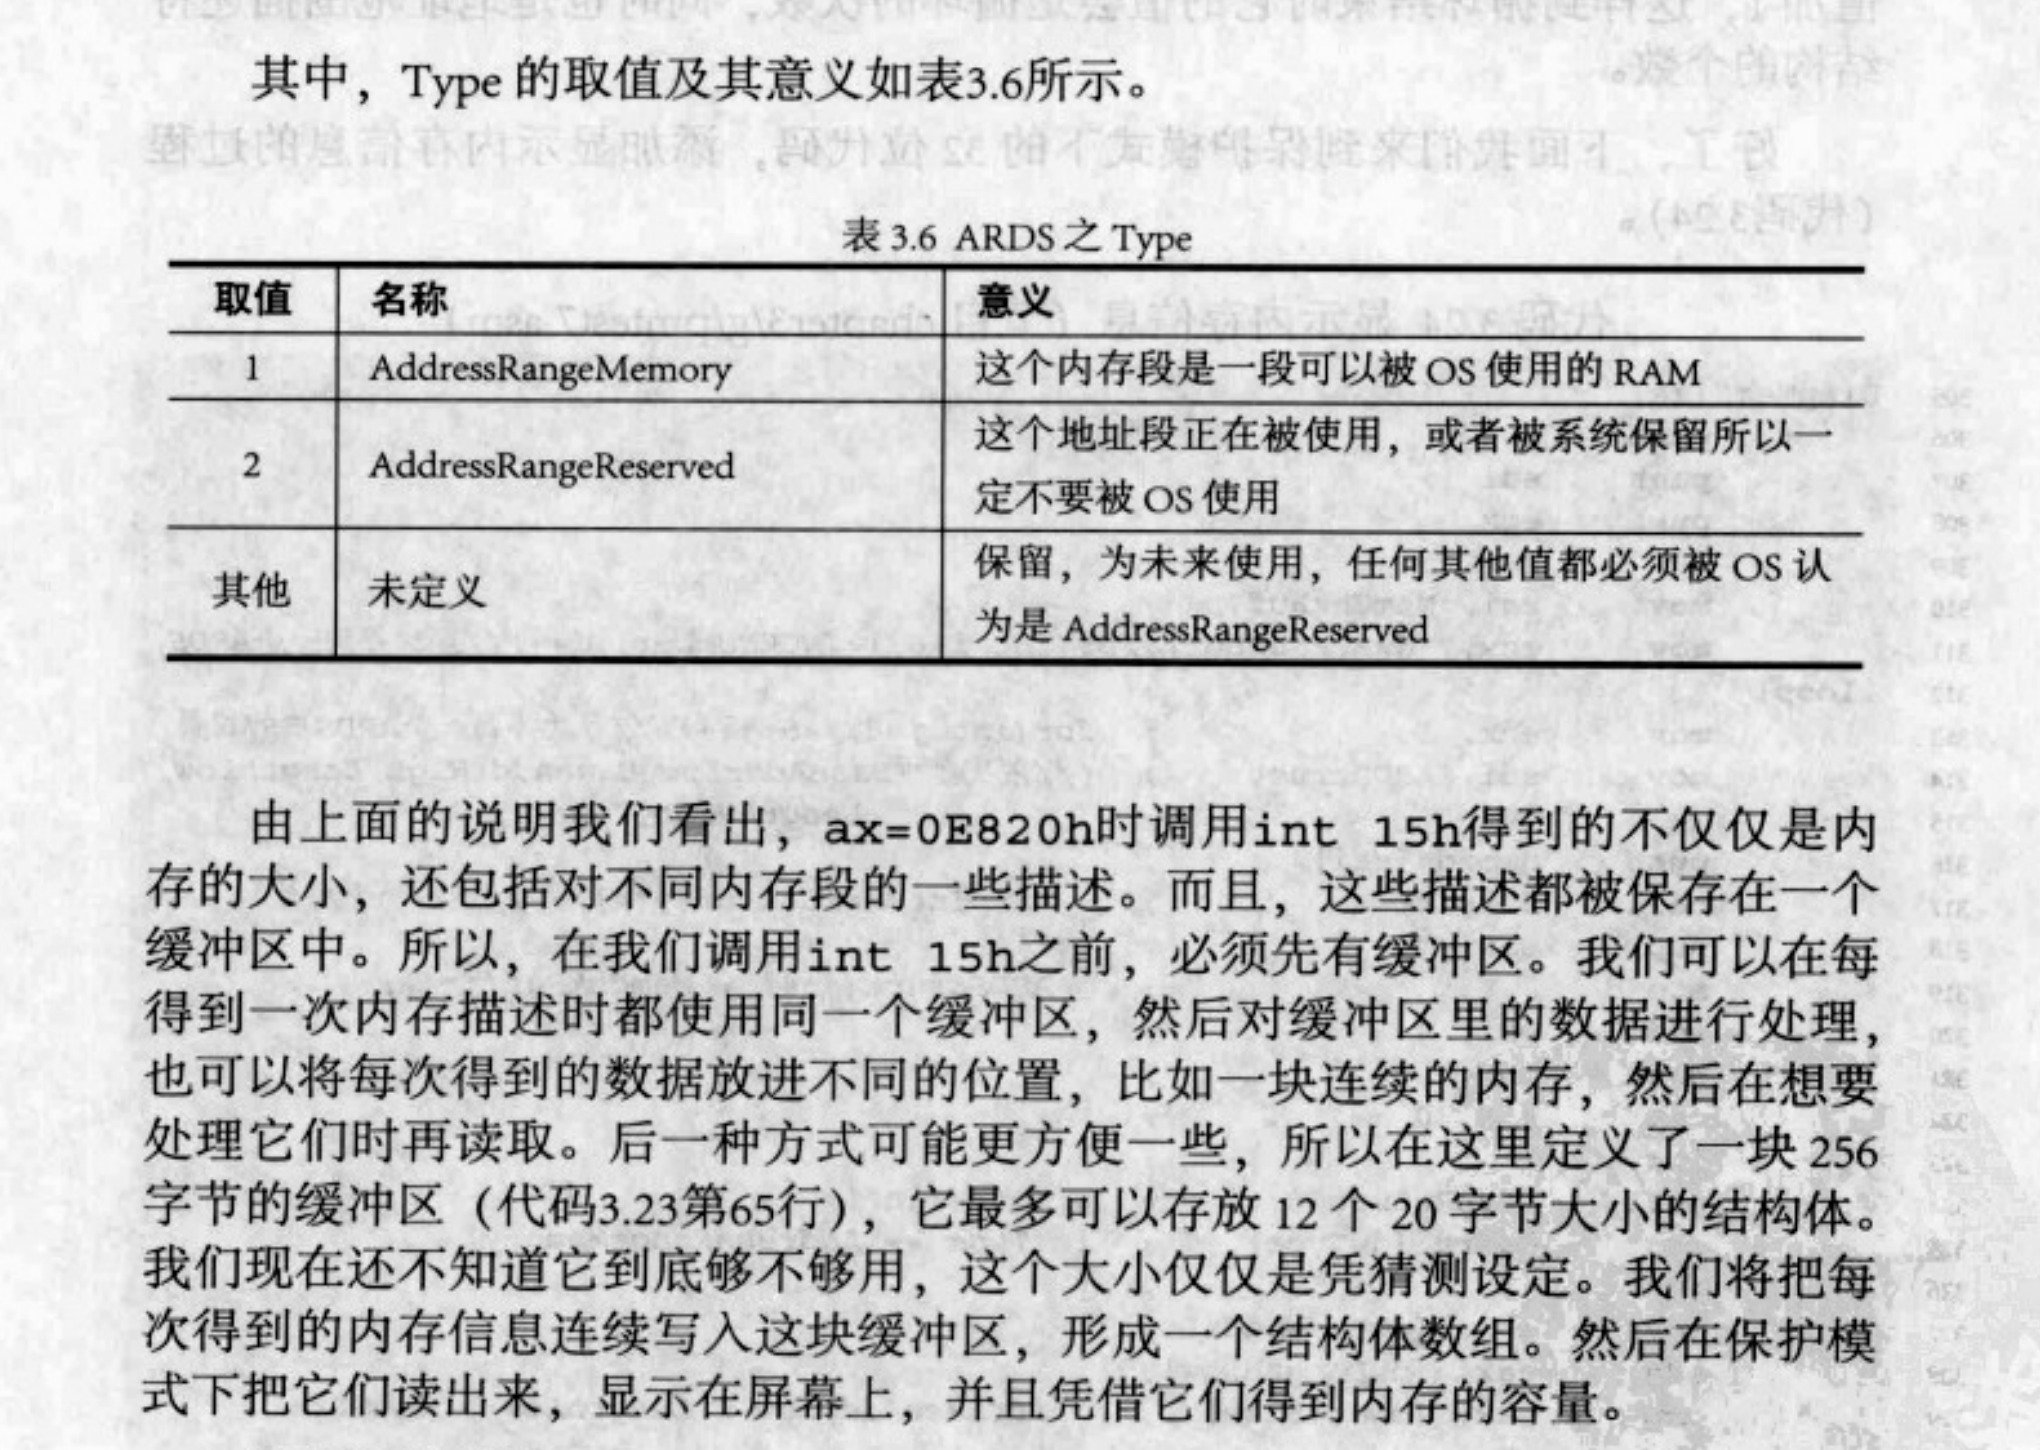 其中，Type 的取值及其意义如表3.6所示。
表 3.6 ARDS 之 Type
取值 名称 意义
1 AddressRangeMemory 这个内存段是一段可以被 OS 使用的 RAM
2 AddressRangeReserved 这个地址段正在被使用，或者被系统保留所以一
定不要被 OS 使用
其他 未定义 保留，为未来使用，任何其他值都必须被 OS 认
为是 AddressRangeReserved
由上面的说明我们看出，ax=0E820h时调用int 15h得到的不仅仅是内
存的大小，还包括对不同内存段的一些描述。而且，这些描述都被保存在一个
缓冲区中。所以，在我们调用int 15h之前，必须先有缓冲区。我们可以在每
得到一次内存描述时都使用同一个缓冲区，然后对缓冲区里的数据进行处理，
也可以将每次得到的数据放进不同的位置，比如一块连续的内存，然后在想要
处理它们时再读取。后一种方式可能更方便一些，所以在这里定义了一块 256
字节的缓冲区（代码3.23第65行），它最多可以存放 12 个 20 字节大小的结构体。
我们现在还不知道它到底够不够用，这个大小仅仅是凭猜测设定。我们将把每
次得到的内存信息连续写入这块缓冲区，形成一个结构体数组。然后在保护模
式下把它们读出来，显示在屏幕上，并且凭借它们得到内存的容量。